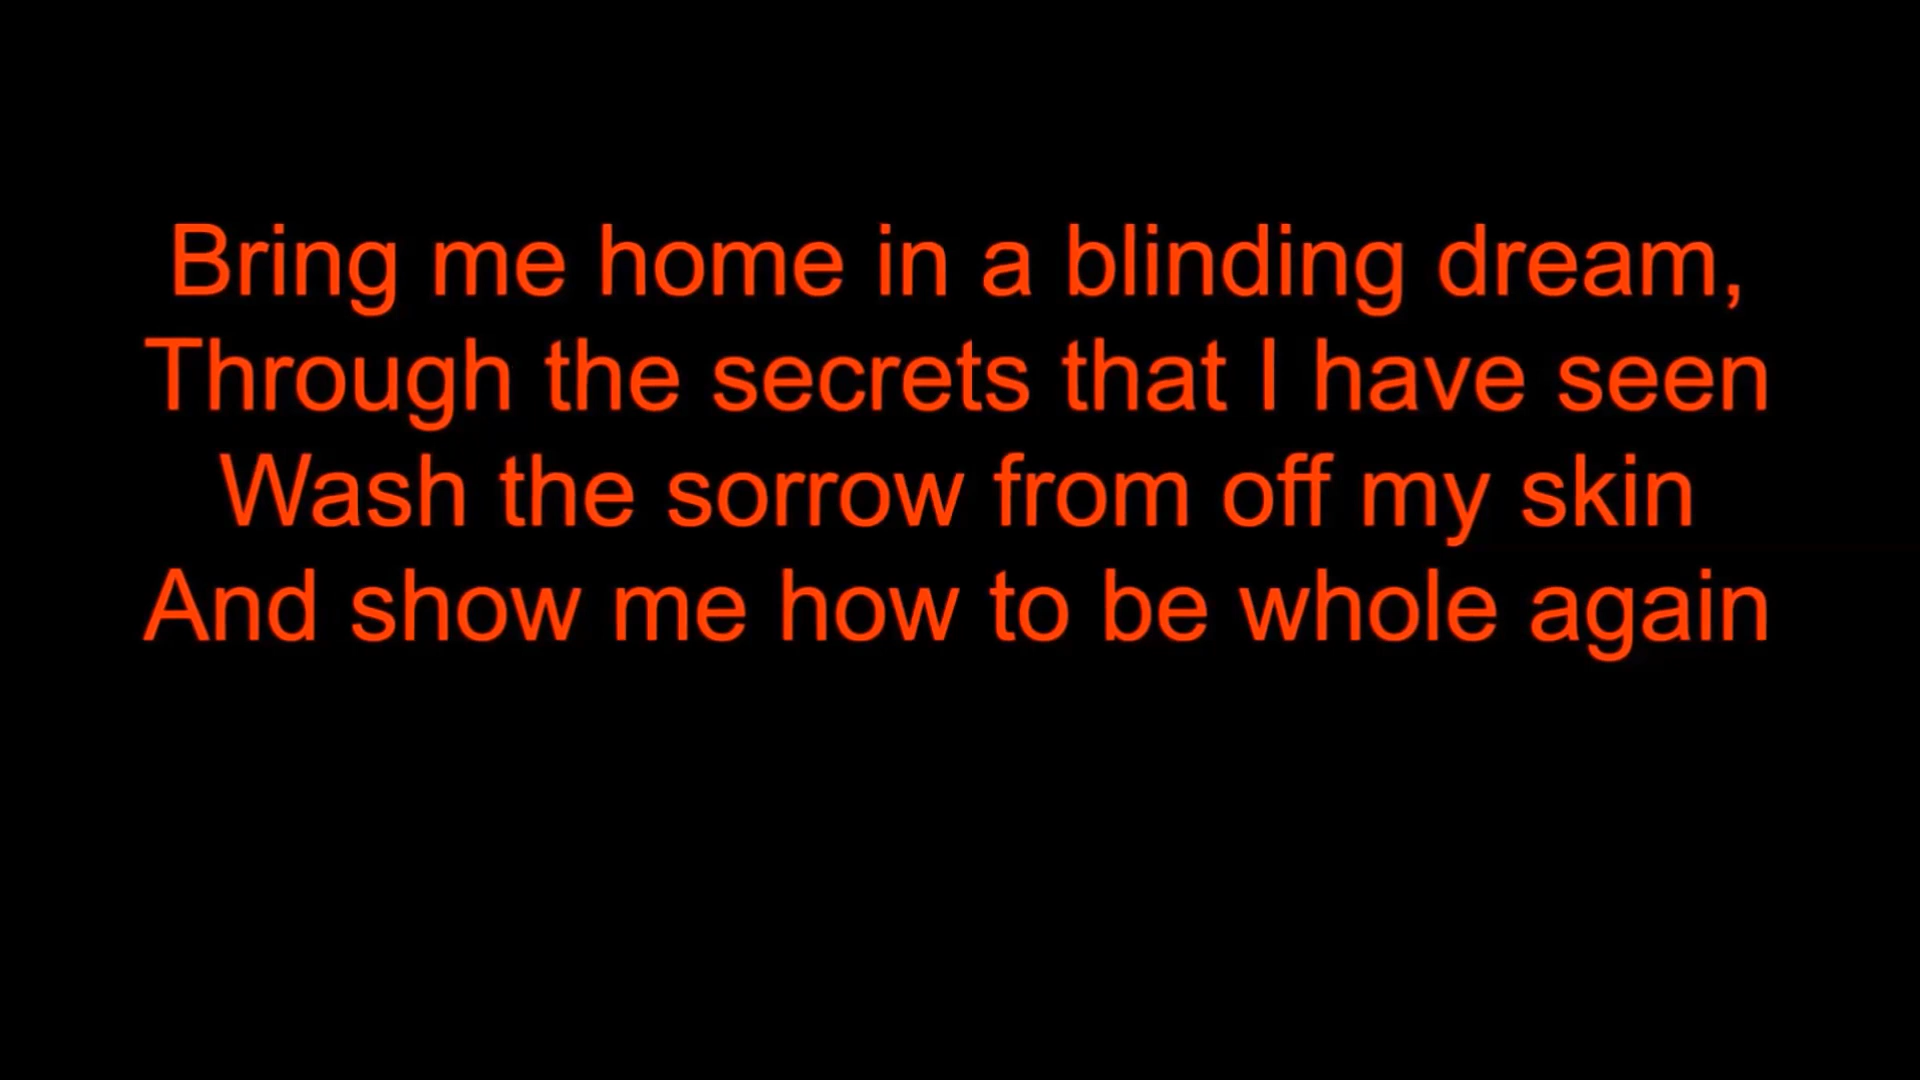 Bring me home in a blinding dream,
Through the secrets that I have seen
Wash the sorrow from off my skin
And show me how to be whole again